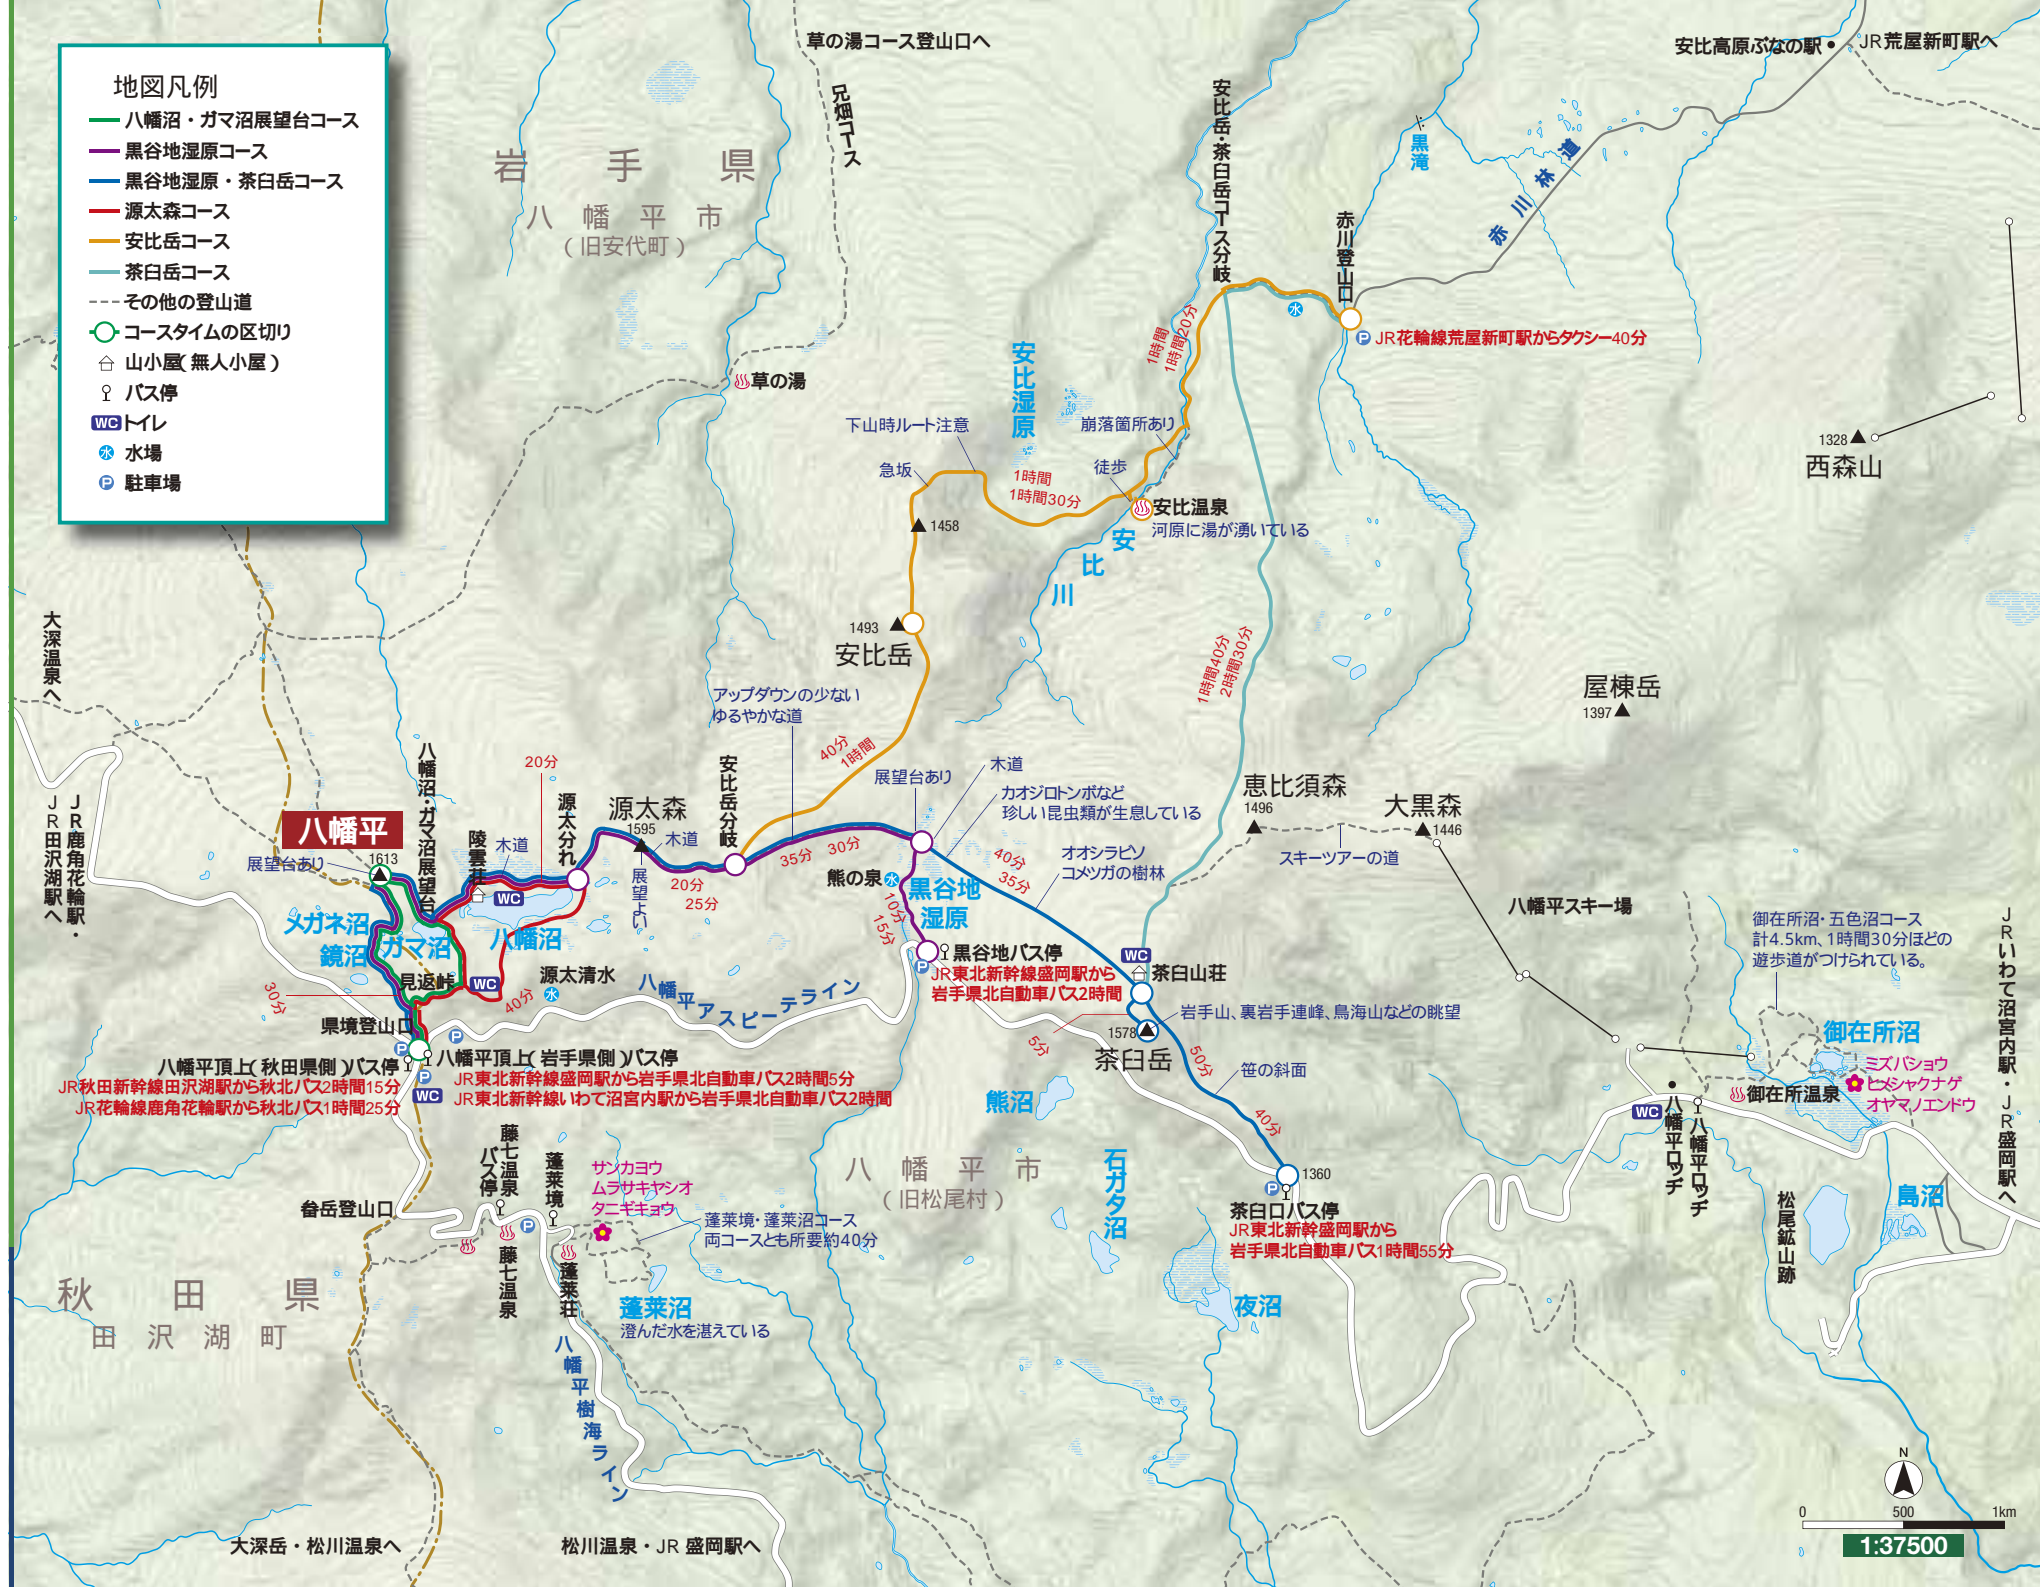 地図凡例
八幡沼・ガマ沼展望台コース
黒谷地湿原コース
黒谷地湿原・茶臼岳コース
源太森コース
安比岳コース
茶臼岳コース
その他の登山道
コースタイムの区切り
山小屋(無人小屋)
バス停
WC トイレ
水 水場
P 駐車場
草の湯コース登山口へ
兄畑コース
岩手県
八幡平市
(旧安代町)
安比高原ぶなの駅
JR荒屋新町駅へ
安比岳・茶臼岳コース分岐
黒滝
赤川林道
赤川登山口
水
P
JR花輪線荒屋新町駅からタクシー40分
1時間
1時間20分
草の湯
安比湿原
下山時ルート注意
急坂
崩落箇所あり
徒歩
1時間
1時間30分
安比温泉
河原に湯が湧いている
安比川
1458
1493
安比岳
1328
西森山
屋棟岳
1397
1時間40分
2時間30分
大深温泉へ
JR鹿角花輪駅・
JR田沢湖駅へ
アップダウンの少ない
ゆるやかな道
40分
1時間
八幡平
1613
展望台あり
八幡沼・ガマ沼展望台
陵雲荘
木道
20分
源太分れ
源太森
1595
木道
展望よい
安比岳分岐
20分
25分
35分
30分
展望台あり
木道
カオジロトンボなど
珍しい昆虫類が生息している
オオシラビソ
コメツガの樹林
40分
35分
恵比須森
1496
大黒森
1446
スキーツアーの道
八幡平スキー場
熊の泉
水
黒谷地
湿原
10分
15分
メガネ沼
鏡沼
ガマ沼
八幡沼
WC
見返峠
WC
40分
源太清水
水
30分
県境登山口
八幡平アスピーテライン
黒谷地バス停
P
JR東北新幹線盛岡駅から
岩手県北自動車バス2時間
WC
茶臼山荘
岩手山、裏岩手連峰、鳥海山などの眺望
1578
茶臼岳
5分
50分
笹の斜面
40分
御在所沼・五色沼コース
計4.5km、1時間30分ほどの
遊歩道がつけられている。
JRいわて沼宮内駅・JR盛岡駅へ
御在所沼
ミズバショウ
ヒメシャクナゲ
オヤマノエンドウ
御在所温泉
WC
八幡平ロッヂ
八幡平ロッヂ
松尾鉱山跡
島沼
P
P
八幡平頂上(秋田県側)バス停
JR秋田新幹線田沢湖駅から秋北バス2時間15分
JR花輪線鹿角花輪駅から秋北バス1時間25分
八幡平頂上(岩手県側)バス停
JR東北新幹線盛岡駅から岩手県北自動車バス2時間5分
JR東北新幹線いわて沼宮内駅から岩手県北自動車バス2時間
P
WC
熊沼
八幡平市
(旧松尾村)
石ガタ沼
1360
P
茶臼口バス停
JR東北新幹盛岡駅から
岩手県北自動車バス1時間55分
夜沼
畚岳登山口
藤七温泉
バス停
蓬莱境
P
サンカヨウ
ムラサキヤシオ
タニギキョウ
蓬莱境・蓬莱沼コース
両コースとも所要約40分
藤七温泉
蓬莱荘
蓬莱沼
澄んだ水を湛えている
八幡平樹海ライン
秋田県
田沢湖町
大深岳・松川温泉へ
松川温泉・JR 盛岡駅へ
N
0 500 1km
1:37500